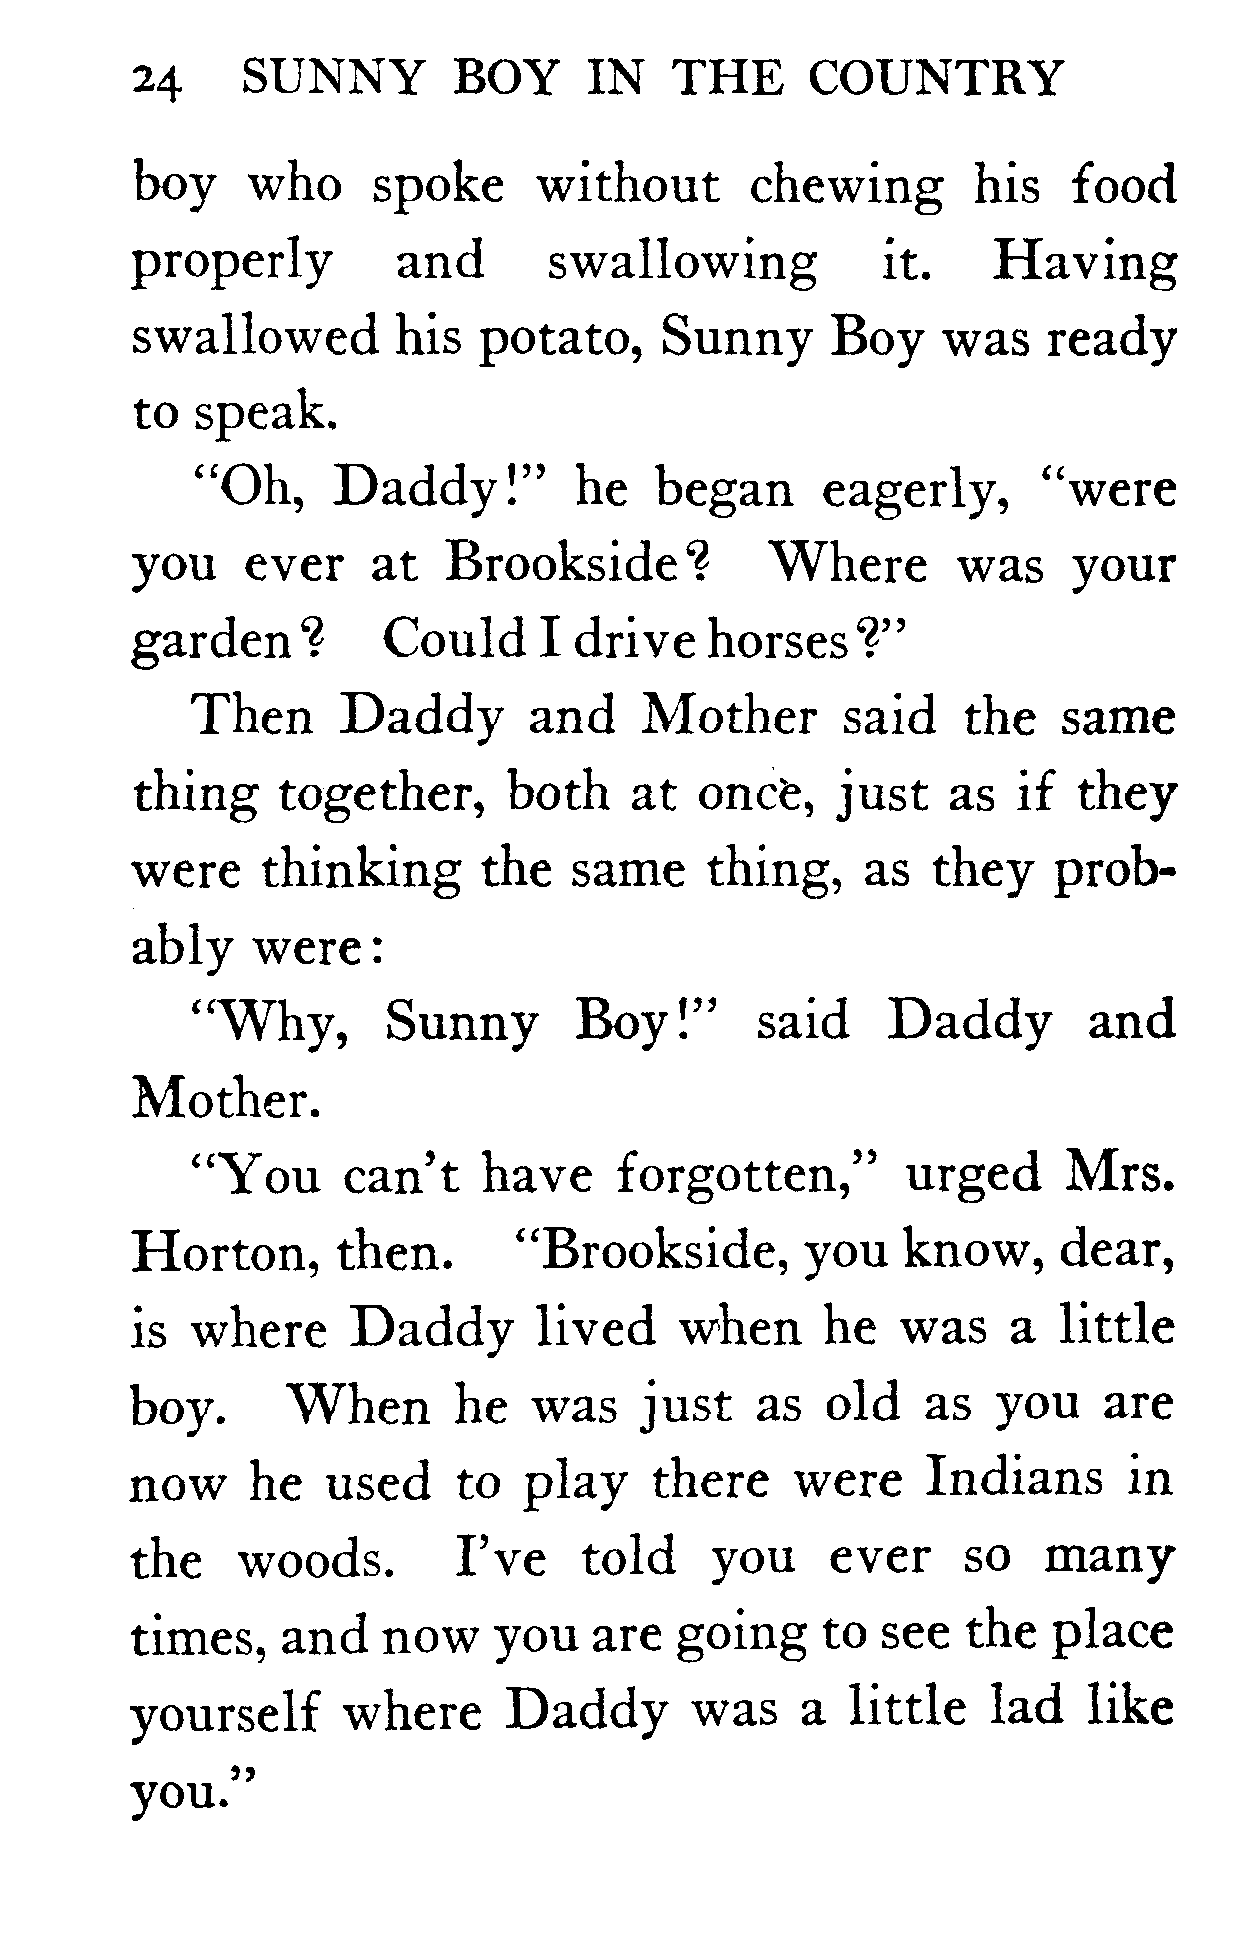 24 SUNNY BOY IN THE COUNTRY
boy who spoke without chewing his food
properly and swallowing it. Having
swallowed his potato, Sunny Boy was ready
to speak.
“Oh, Daddy!” he began eagerly, “were
you ever at Brookside? Where was your
garden? Could I drive horses?”
Then Daddy and Mother said the same
thing together, both at once, just as if they
were thinking the same thing, as they prob-
ably were:
“Why, Sunny Boy!” said Daddy and
Mother.
“You can’t have forgotten,” urged Mrs.
Horton, then. “Brookside, you know, dear,
is where Daddy lived when he was a little
boy. When he was just as old as you are
now he used to play there were Indians in
the woods. I’ve told you ever so many
times, and now you are going to see the place
yourself where Daddy was a little lad like
you.”